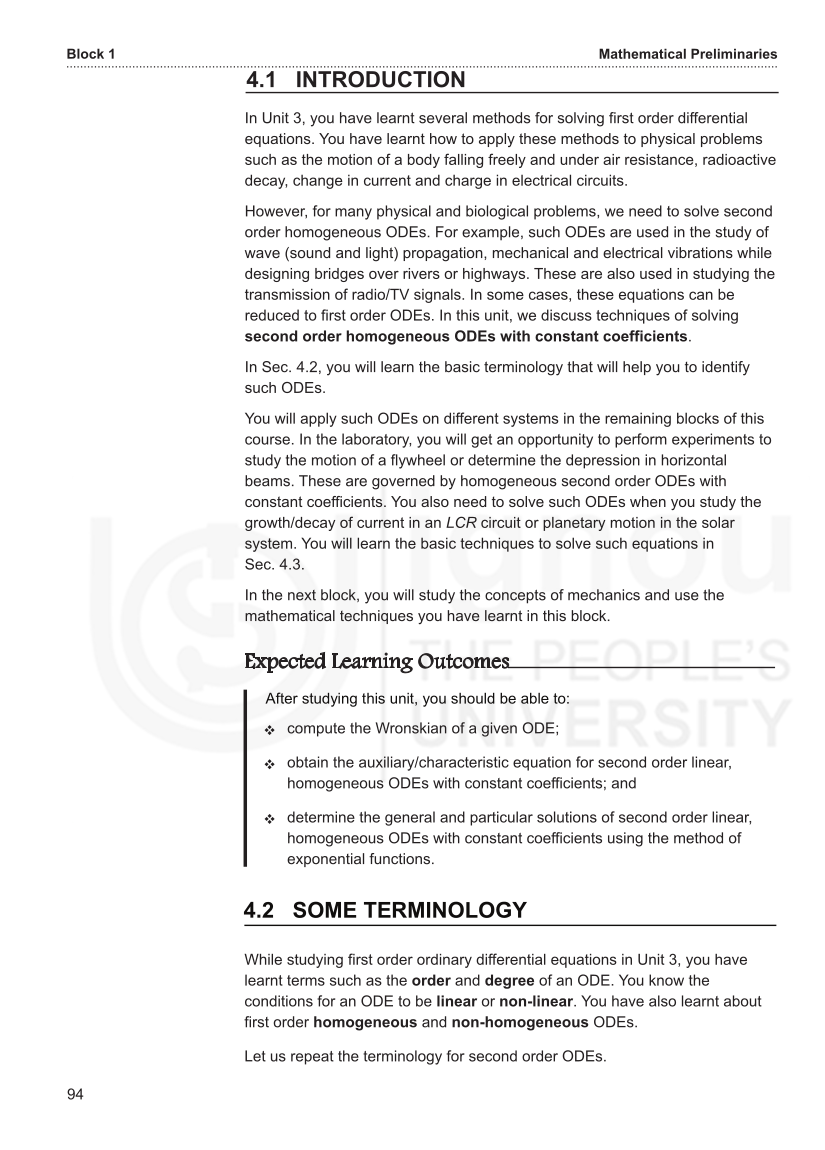 Block 1 Mathematical Preliminaries
4.1 INTRODUCTION
In Unit 3, you have learnt several methods for solving first order differential
equations. You have learnt how to apply these methods to physical problems
such as the motion of a body falling freely and under air resistance, radioactive
decay, change in current and charge in electrical circuits.
However, for many physical and biological problems, we need to solve second
order homogeneous ODEs. For example, such ODEs are used in the study of
wave (sound and light) propagation, mechanical and electrical vibrations while
designing bridges over rivers or highways. These are also used in studying the
transmission of radio/TV signals. In some cases, these equations can be
reduced to first order ODEs. In this unit, we discuss techniques of solving
second order homogeneous ODEs with constant coefficients.
In Sec. 4.2, you will learn the basic terminology that will help you to identify
such ODEs.
You will apply such ODEs on different systems in the remaining blocks of this
course. In the laboratory, you will get an opportunity to perform experiments to
study the motion of a flywheel or determine the depression in horizontal
beams. These are governed by homogeneous second order ODEs with
constant coefficients. You also need to solve such ODEs when you study the
growth/decay of current in an LCR circuit or planetary motion in the solar
system. You will learn the basic techniques to solve such equations in
Sec. 4.3.
In the next block, you will study the concepts of mechanics and use the
mathematical techniques you have learnt in this block.
Expected Learning Outcomes
After studying this unit, you should be able to:
❖ compute the Wronskian of a given ODE;
❖ obtain the auxiliary/characteristic equation for second order linear,
homogeneous ODEs with constant coefficients; and
❖ determine the general and particular solutions of second order linear,
homogeneous ODEs with constant coefficients using the method of
exponential functions.
4.2 SOME TERMINOLOGY
While studying first order ordinary differential equations in Unit 3, you have
learnt terms such as the order and degree of an ODE. You know the
conditions for an ODE to be linear or non-linear. You have also learnt about
first order homogeneous and non-homogeneous ODEs.
Let us repeat the terminology for second order ODEs.
94
ignou
THE PEOPLE'S
UNIVERSITY